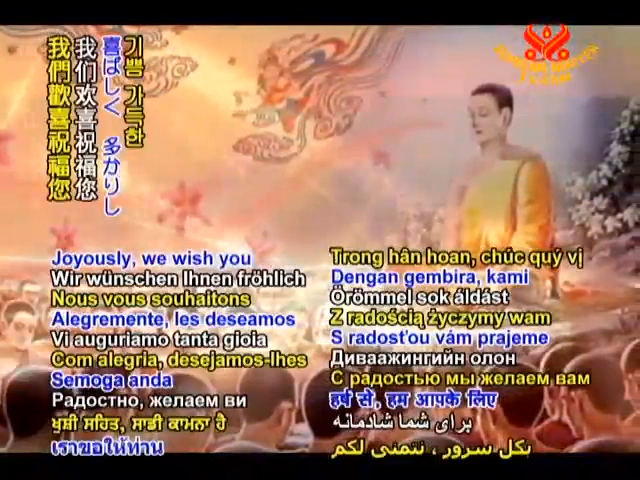 我們歡喜祝福您
我们欢喜祝福您
喜ばしく 多かりし
기쁨 가득한
Joyously, we wish you
Wir wünschen Ihnen fröhlich
Nous vous souhaitons
Alegremente, les deseamos
Vi auguriamo tanta gioia
Com alegria, desejamos-lhes
Semoga anda
Радостно, желаем ви
ਖੁਸ਼ੀ ਸਹਿਤ, ਸਾਡੀ ਕਾਮਨਾ ਹੈ
เราขอให้ท่าน
Trong hân hoan, chúc quý vị
Dengan gembira, kami
Örömmel sok áldást
Z radością życzymy wam
S radosťou vám prajeme
Диваажингийн олон
С радостью мы желаем вам
हर्ष से, हम आपके लिए
برای شما شادمانه
بكل سرور ، نتمنى لكم